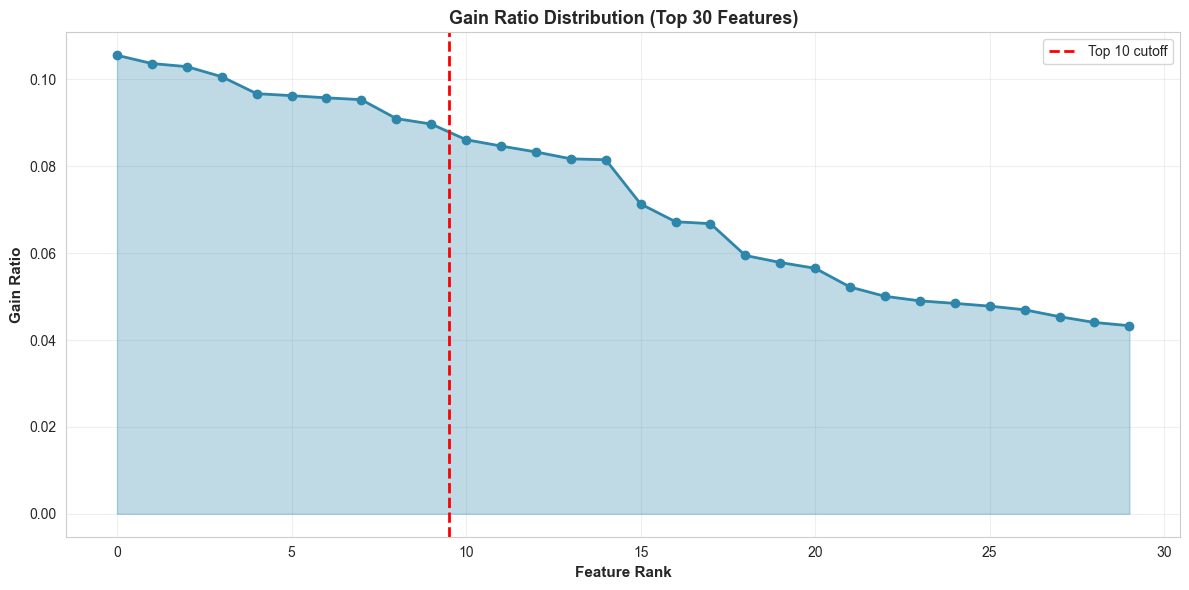 Gain Ratio Distribution (Top 30 Features)
Top 10 cutoff
Gain Ratio
0.10
0.08
0.06
0.04
0.02
0.00
0 5 10 15 20 25 30
Feature Rank